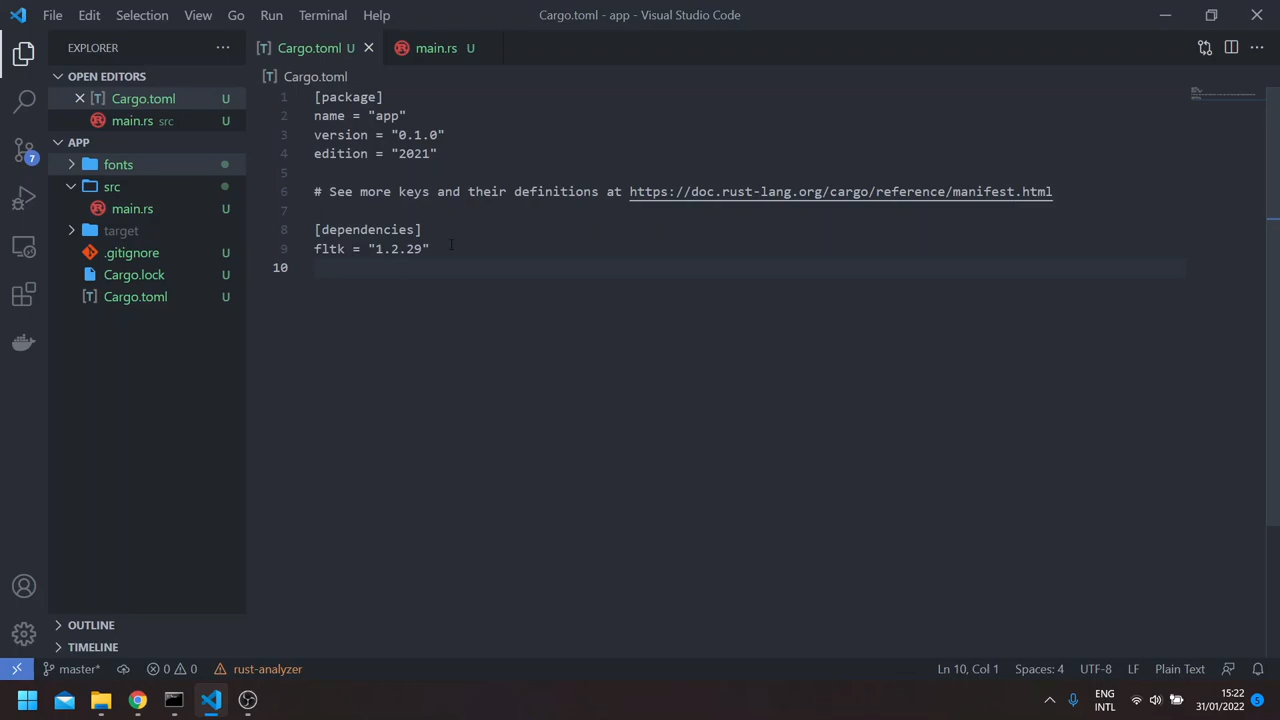 File Edit Selection View Go Run Terminal Help
Cargo.toml - app - Visual Studio Code
EXPLORER
OPEN EDITORS
Cargo.toml U
main.rs src U
APP
fonts
src
main.rs U
target
.gitignore U
Cargo.lock U
Cargo.toml U
OUTLINE
TIMELINE
7
Cargo.toml U
main.rs U
Cargo.toml
1 [package]
2 name = "app"
3 version = "0.1.0"
4 edition = "2021"
5
6 # See more keys and their definitions at https://doc.rust-lang.org/cargo/reference/manifest.html
7
8 [dependencies]
9 fltk = "1.2.29"
10
master* 0 0 rust-analyzer
Ln 10, Col 1 Spaces: 4 UTF-8 LF Plain Text
ENG
INTL
15:22
31/01/2022
5